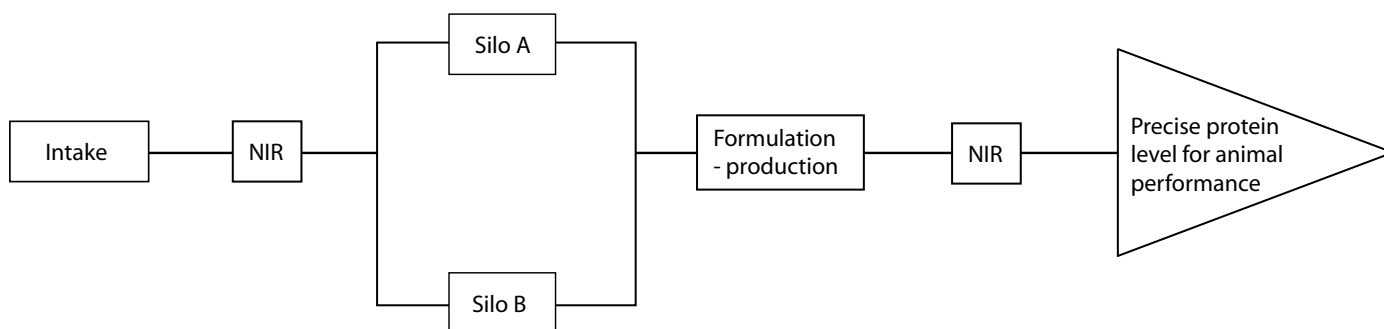 Silo A
Intake
NIR
Formulation
- production
NIR
Precise protein
level for animal
performance
Silo B